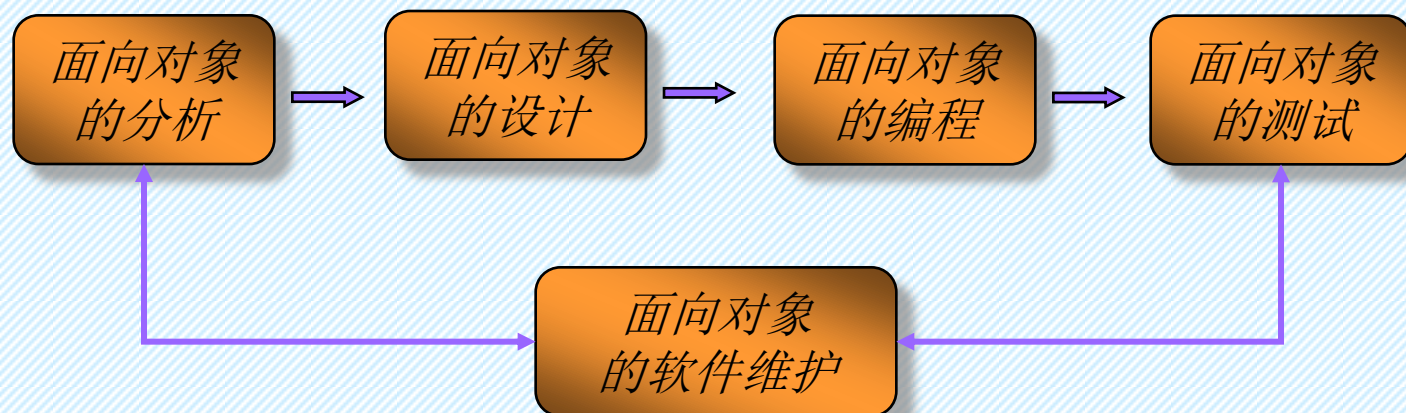 面向对象
的分析
面向对象
的设计
面向对象
的编程
面向对象
的测试
面向对象
的软件维护